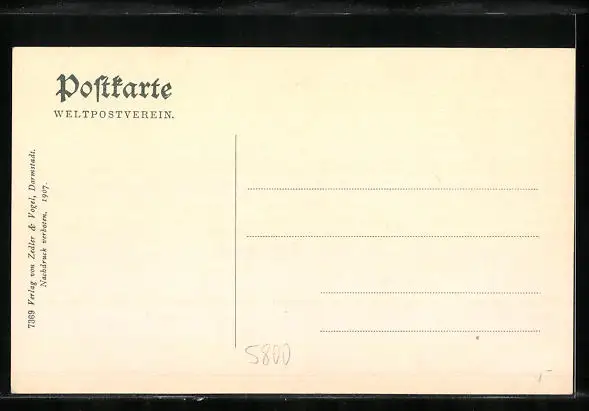 Postkarte
WELTPOSTVEREIN.
7369 Verlag von Zedler & Vogel, Darmstadt.
Nachdruck verboten, 1907.
5800